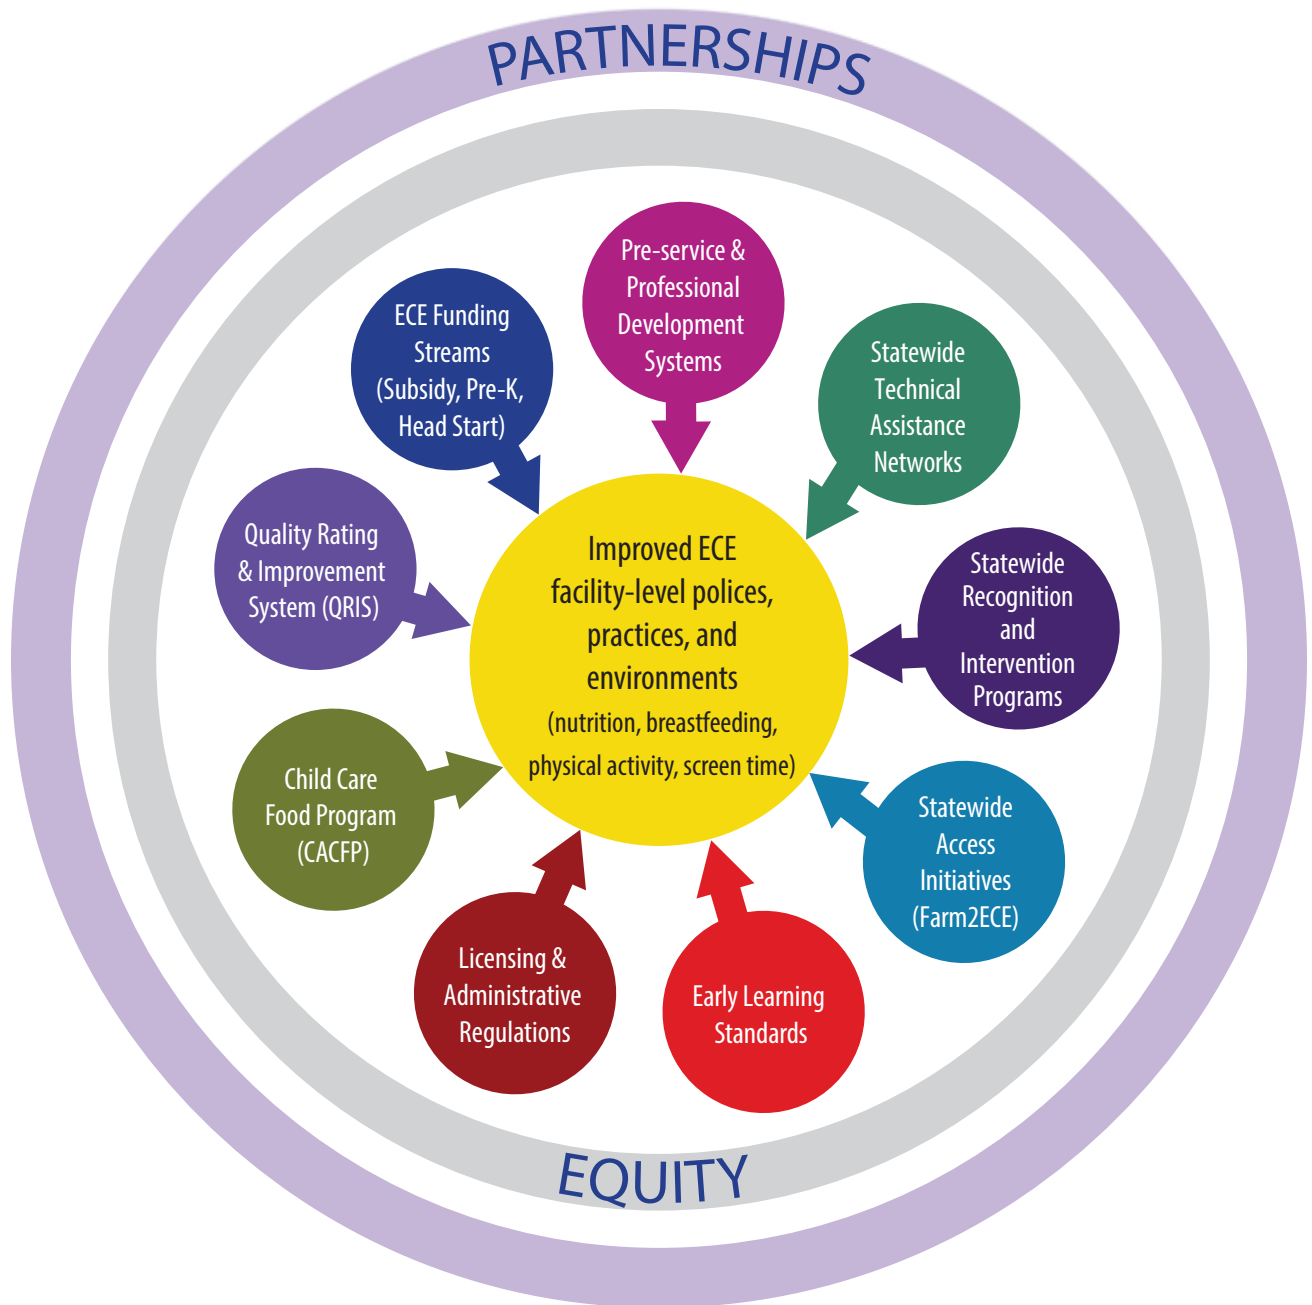 PARTNERSHIPS
Pre-service &
Professional
Development
Systems
ECE Funding
Streams
(Subsidy, Pre-K,
Head Start)
Statewide
Technical
Assistance
Networks
Quality Rating
& Improvement
System (QRIS)
Improved ECE
facility-level polices,
practices, and
environments
(nutrition, breastfeeding,
physical activity, screen time)
Statewide
Recognition
and
Intervention
Programs
Child Care
Food Program
(CACFP)
Statewide
Access
Initiatives
(Farm2ECE)
Licensing &
Administrative
Regulations
Early Learning
Standards
EQUITY